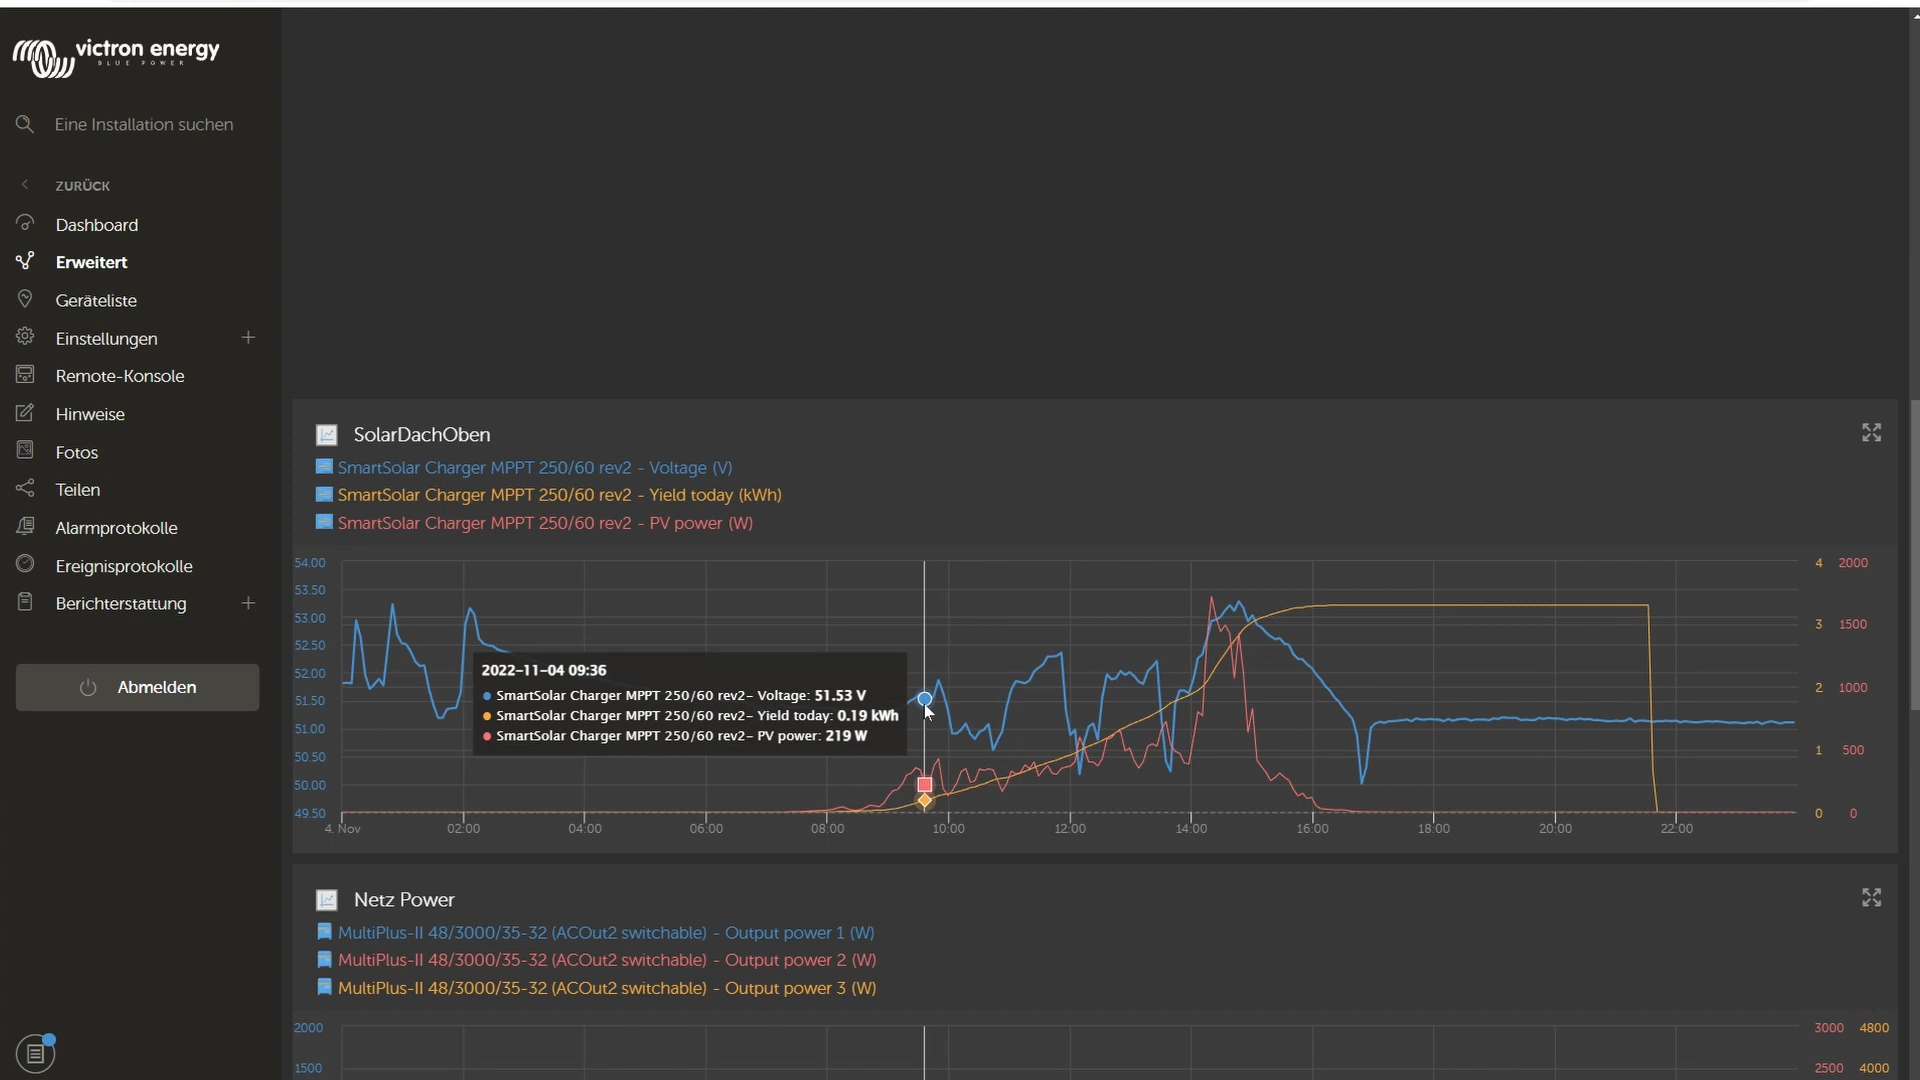 victron energy
BLUE POWER
Eine Installation suchen
ZURÜCK
Dashboard
Erweitert
Geräteliste
Einstellungen
Remote-Konsole
Hinweise
Fotos
Teilen
Alarmprotokolle
Ereignisprotokolle
Berichterstattung
Abmelden
SolarDachOben
SmartSolar Charger MPPT 250/60 rev2 - Voltage (V)
SmartSolar Charger MPPT 250/60 rev2 - Yield today (kWh)
SmartSolar Charger MPPT 250/60 rev2 - PV power (W)
54.00 4 2000
53.50
53.00 3 1500
52.50
52.00
51.50 2 1000
51.00
50.50 1 500
50.00
49.50 0 0
2022-11-04 09:36
SmartSolar Charger MPPT 250/60 rev2- Voltage: 51.53 V
SmartSolar Charger MPPT 250/60 rev2- Yield today: 0.19 kWh
SmartSolar Charger MPPT 250/60 rev2- PV power: 219 W
4. Nov 02:00 04:00 06:00 08:00 10:00 12:00 14:00 16:00 18:00 20:00 22:00
Netz Power
MultiPlus-II 48/3000/35-32 (ACOut2 switchable) - Output power 1 (W)
MultiPlus-II 48/3000/35-32 (ACOut2 switchable) - Output power 2 (W)
MultiPlus-II 48/3000/35-32 (ACOut2 switchable) - Output power 3 (W)
2000 3000 4800
1500 2500 4000